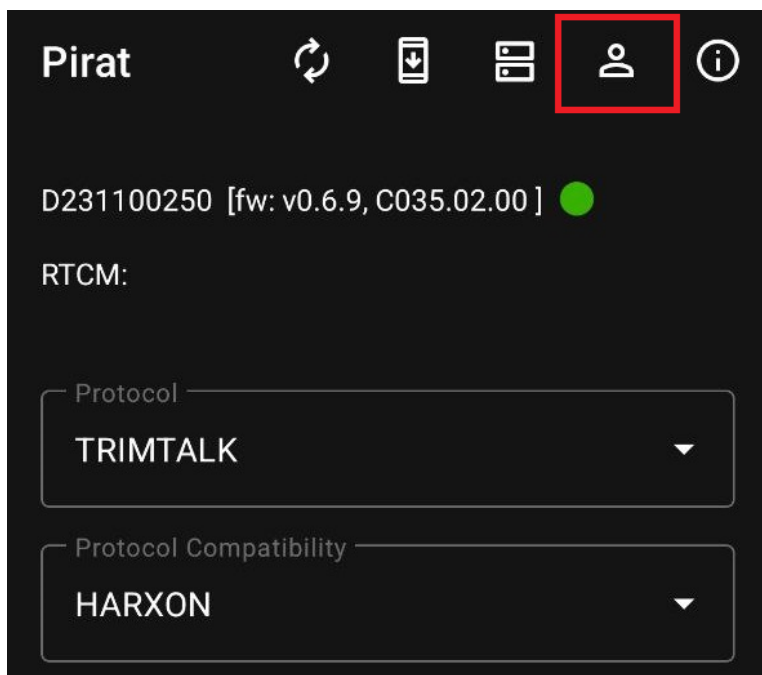 Pirat
D231100250 [fw: v0.6.9, C035.02.00 ]
RTCM:
Protocol
TRIMTALK
Protocol Compatibility
HARXON